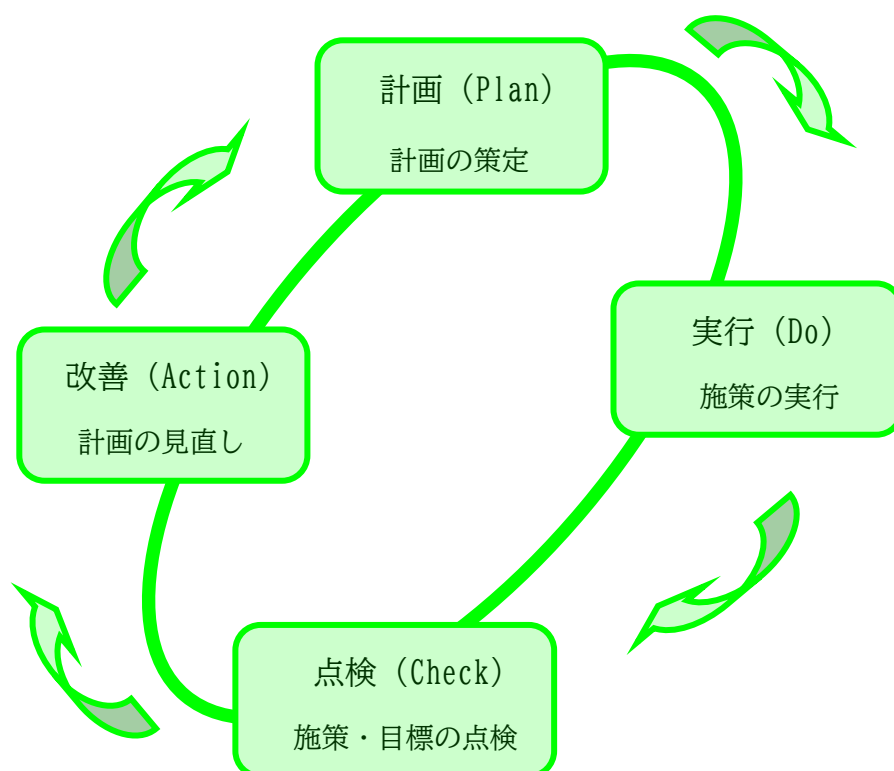 計画（Plan）
計画の策定
実行（Do）
施策の実行
点検（Check）
施策・目標の点検
改善（Action）
計画の見直し